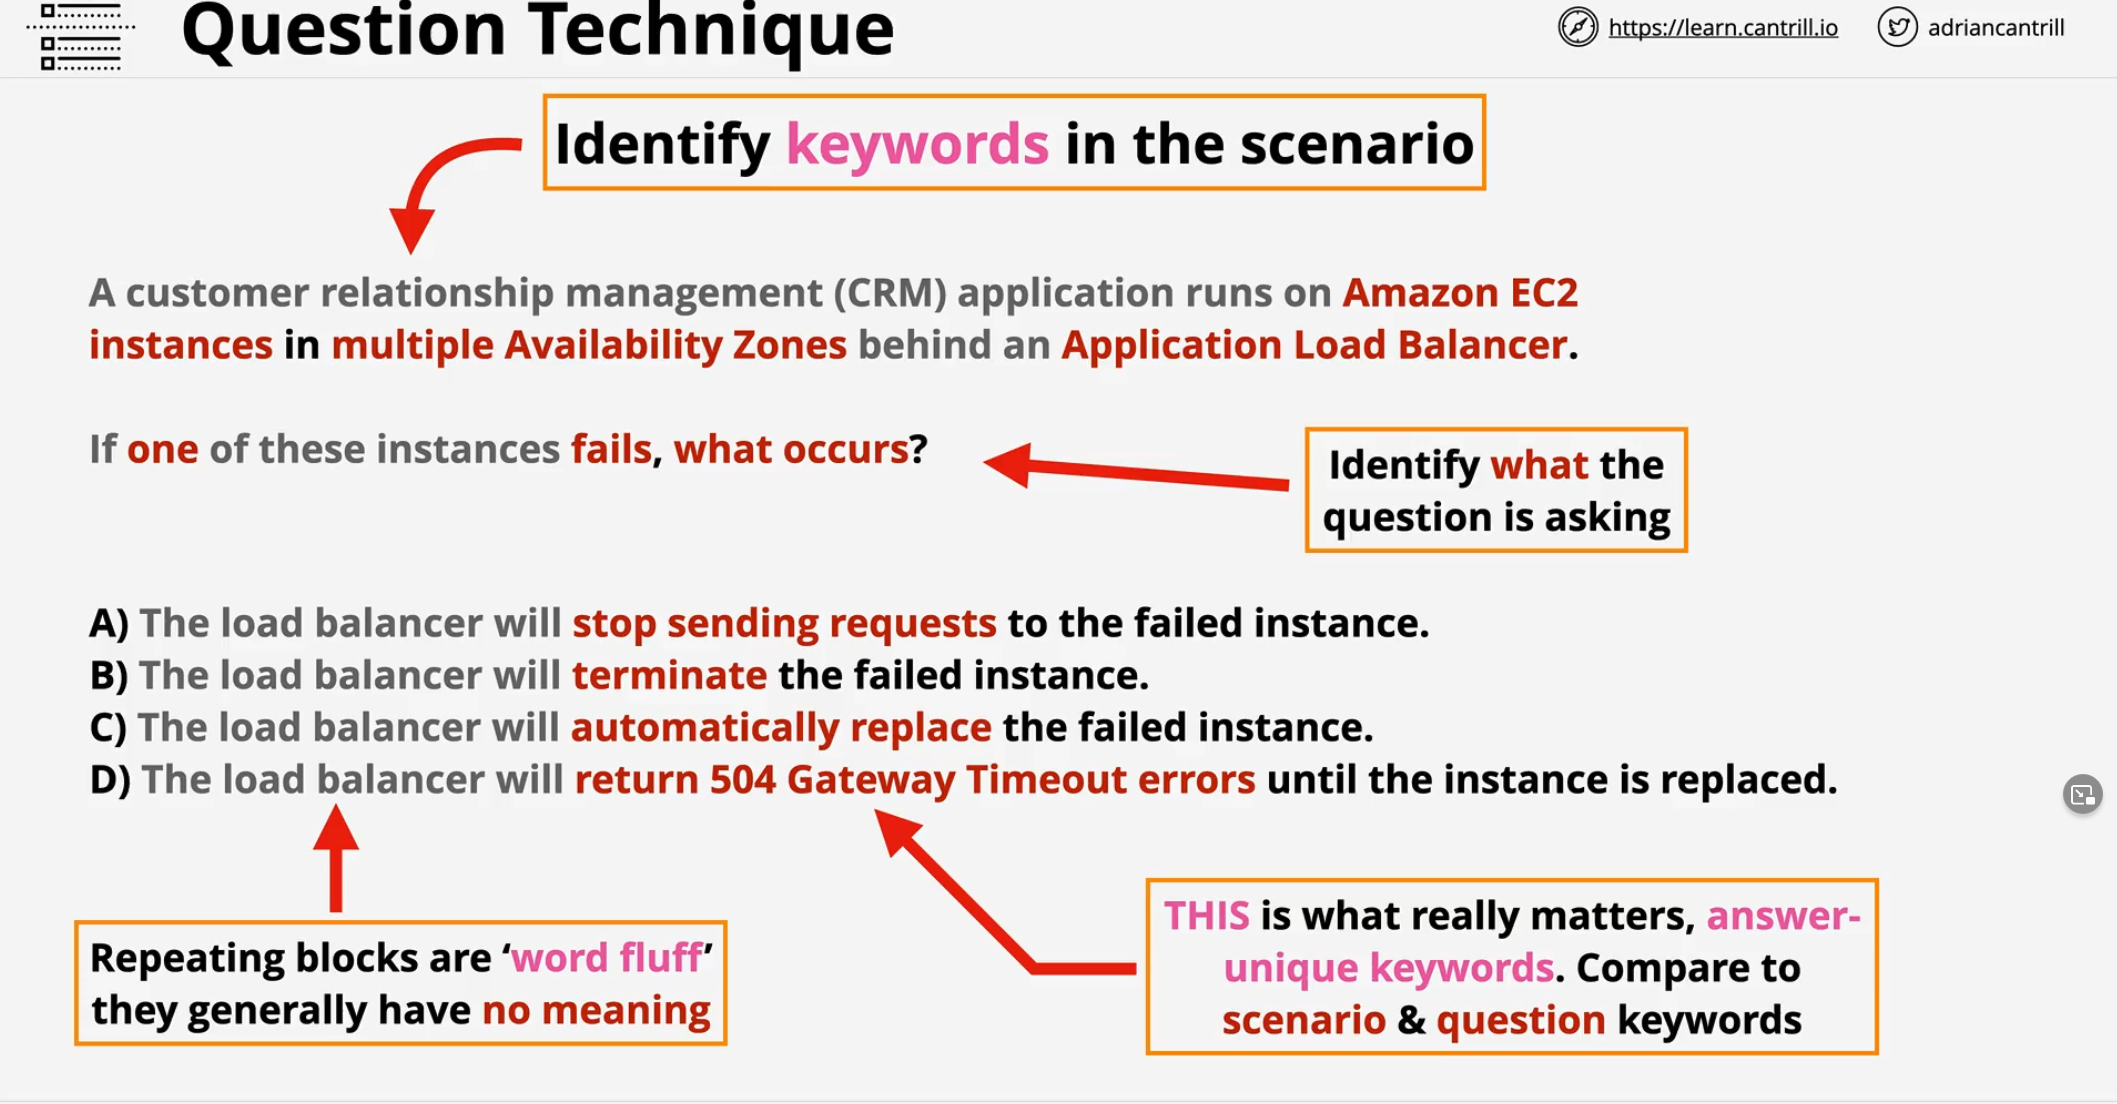 Question Technique
https://learn.cantrill.io
adriancantrill
Identify keywords in the scenario
A customer relationship management (CRM) application runs on Amazon EC2
instances in multiple Availability Zones behind an Application Load Balancer.
If one of these instances fails, what occurs?
Identify what the
question is asking
A) The load balancer will stop sending requests to the failed instance.
B) The load balancer will terminate the failed instance.
C) The load balancer will automatically replace the failed instance.
D) The load balancer will return 504 Gateway Timeout errors until the instance is replaced.
Repeating blocks are ‘word fluff’
they generally have no meaning
THIS is what really matters, answer-
unique keywords. Compare to
scenario & question keywords